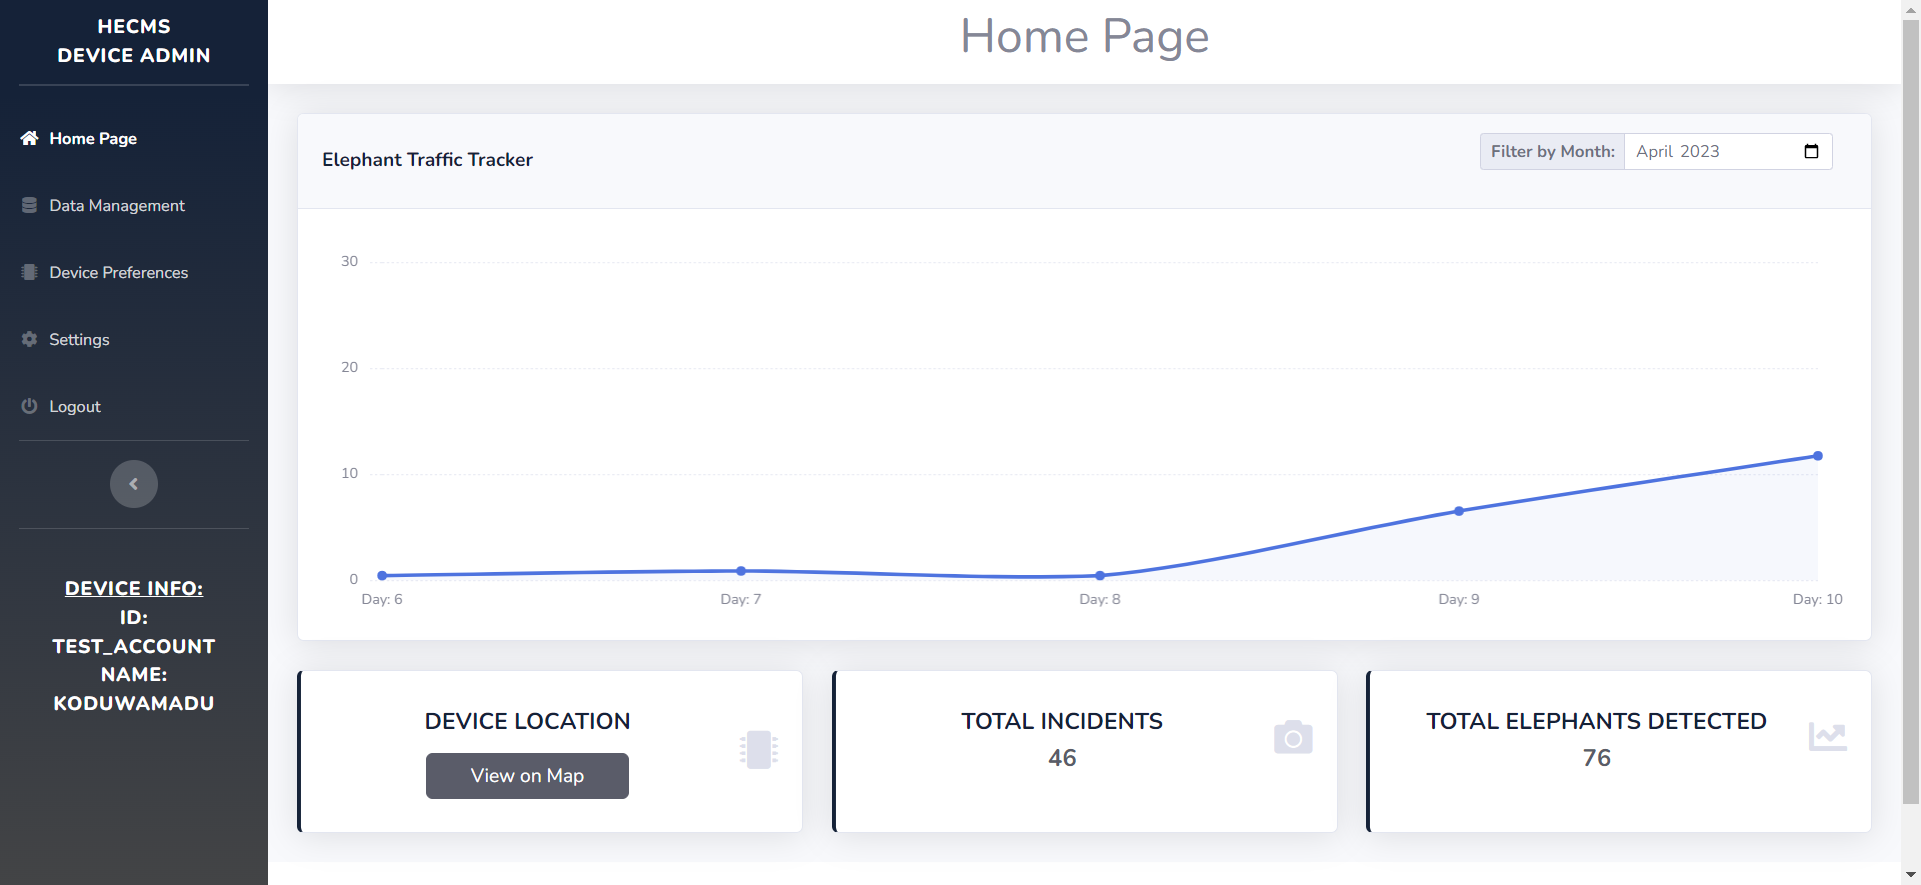 HECMS
DEVICE ADMIN
Home Page
Data Management
Device Preferences
Settings
Logout
DEVICE INFO:
ID:
TEST_ACCOUNT
NAME:
KODUWAMADU
Home Page
Elephant Traffic Tracker
Filter by Month: April 2023
30
20
10
0
Day: 6 Day: 7 Day: 8 Day: 9 Day: 10
DEVICE LOCATION
View on Map
TOTAL INCIDENTS
46
TOTAL ELEPHANTS DETECTED
76